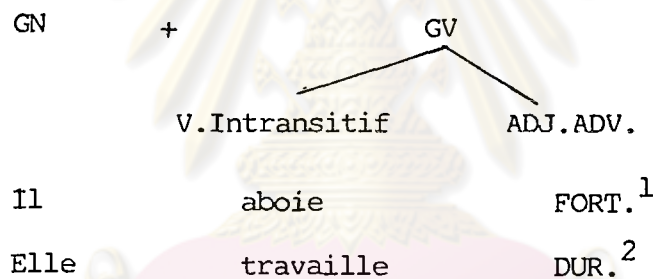 GN + GV
V.Intransitif ADJ.ADV.
Il aboie FORT.1
Elle travaille DUR.2